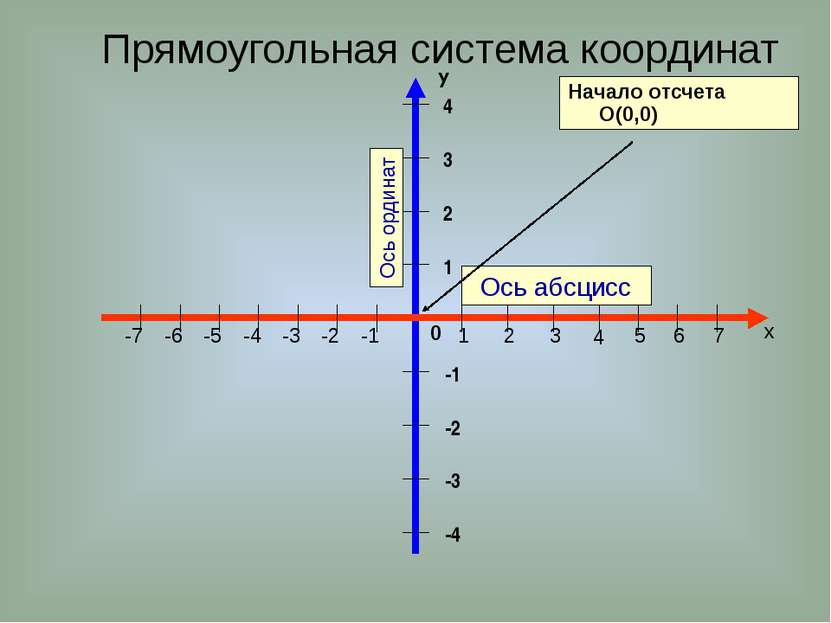 Прямоугольная система координат
У
Начало отсчета
О(0,0)
4
3
2
1
Ось ординат
Ось абсцисс
-7 -6 -5 -4 -3 -2 -1 0 1 2 3 4 5 6 7 х
-1
-2
-3
-4